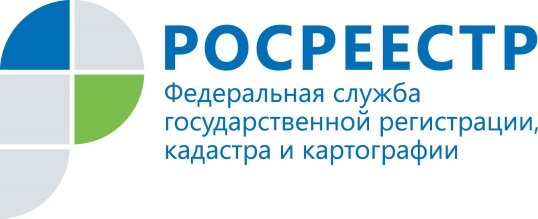 РОСРЕЕСТР
Федеральная служба
государственной регистрации,
кадастра и картографии